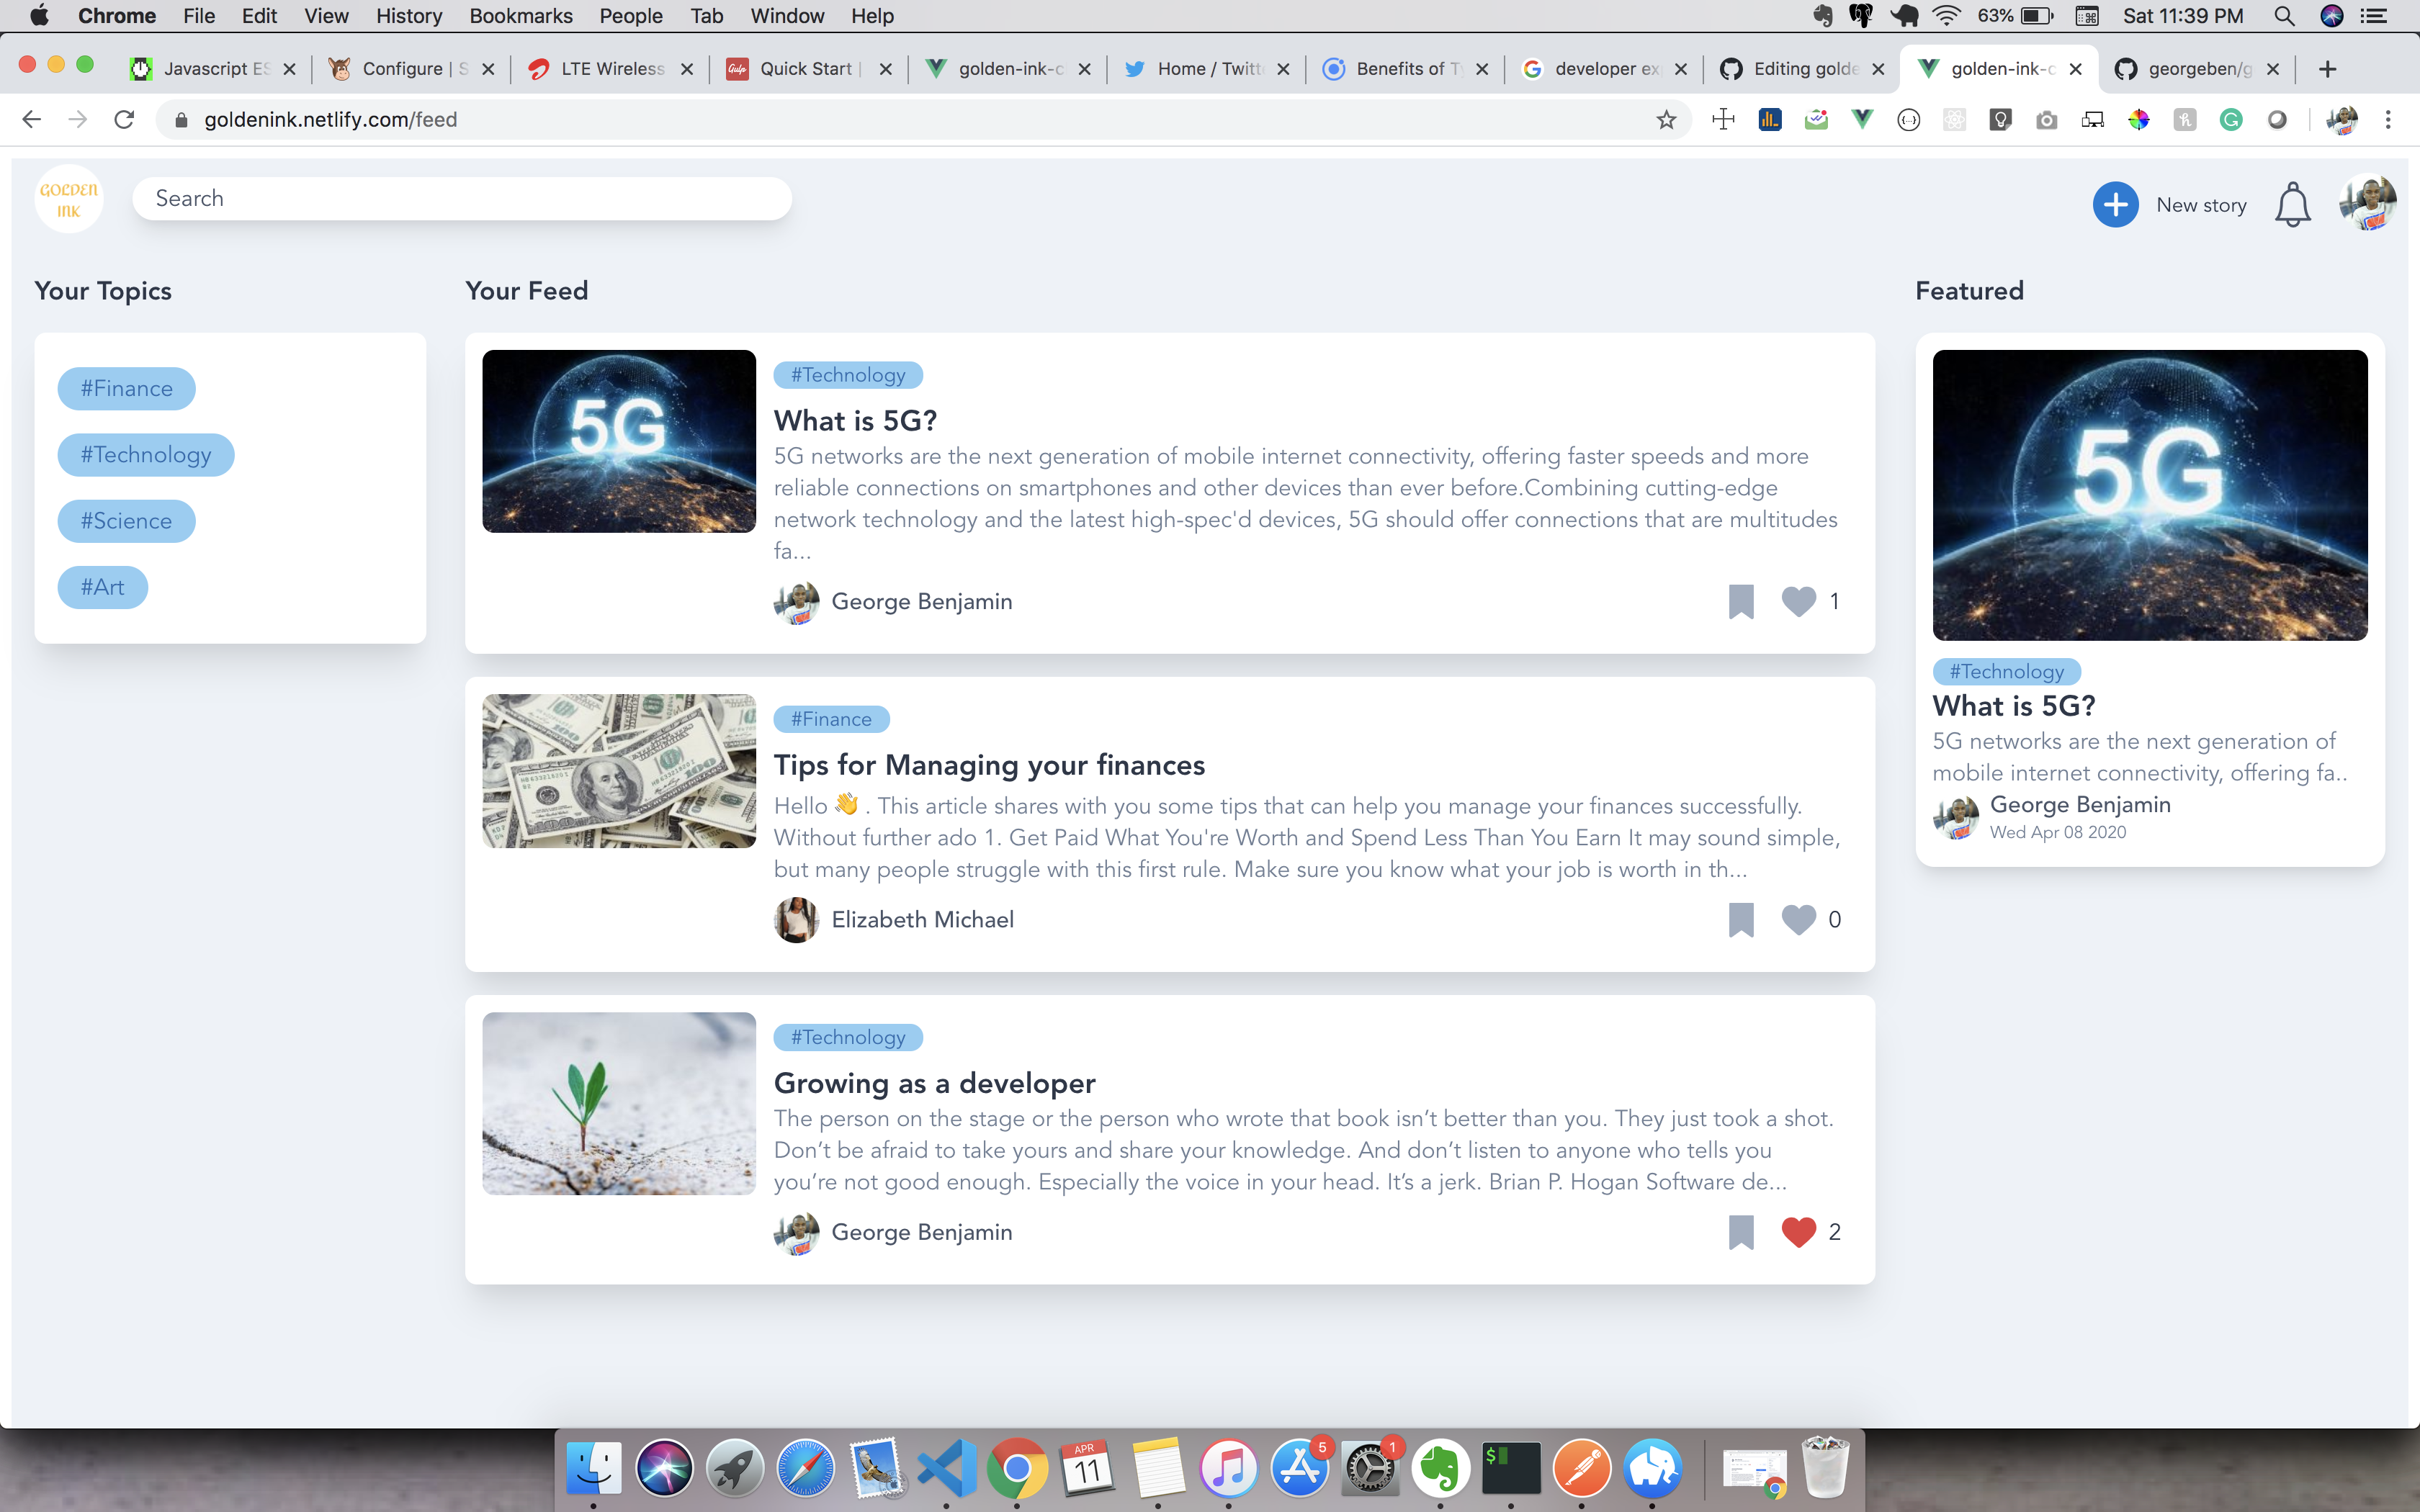 Chrome File Edit View History Bookmarks People Tab Window Help 63% Sat 11:39 PM
Javascript ES Configure | S LTE Wireless Quick Start | golden-ink-c Home / Twitt Benefits of Ty developer ex Editing golde golden-ink-c georgeben/g
goldenink.netlify.com/feed
GOLDEN
INK
Search
New story
Your Topics
#Finance
#Technology
#Science
#Art
Your Feed
5G
#Technology
What is 5G?
5G networks are the next generation of mobile internet connectivity, offering faster speeds and more
reliable connections on smartphones and other devices than ever before.Combining cutting-edge
network technology and the latest high-spec'd devices, 5G should offer connections that are multitudes
fa...
George Benjamin
1
#Finance
Tips for Managing your finances
Hello 👋 . This article shares with you some tips that can help you manage your finances successfully.
Without further ado 1. Get Paid What You're Worth and Spend Less Than You Earn It may sound simple,
but many people struggle with this first rule. Make sure you know what your job is worth in th...
Elizabeth Michael
0
#Technology
Growing as a developer
The person on the stage or the person who wrote that book isn’t better than you. They just took a shot.
Don’t be afraid to take yours and share your knowledge. And don’t listen to anyone who tells you
you’re not good enough. Especially the voice in your head. It’s a jerk. Brian P. Hogan Software de...
George Benjamin
2
Featured
5G
#Technology
What is 5G?
5G networks are the next generation of
mobile internet connectivity, offering fa..
George Benjamin
Wed Apr 08 2020
APR
11
5
1
$